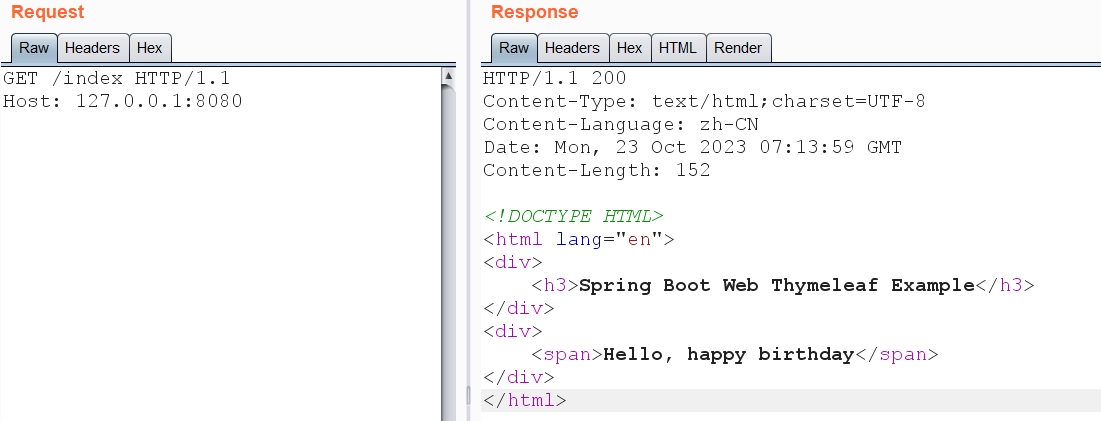 Request
Raw Headers Hex
GET /index HTTP/1.1
Host: 127.0.0.1:8080
Response
Raw Headers Hex HTML Render
HTTP/1.1 200
Content-Type: text/html;charset=UTF-8
Content-Language: zh-CN
Date: Mon, 23 Oct 2023 07:13:59 GMT
Content-Length: 152

<!DOCTYPE HTML>
<html lang="en">
<div>
    <h3>Spring Boot Web Thymeleaf Example</h3>
</div>
<div>
    <span>Hello, happy birthday</span>
</div>
</html>